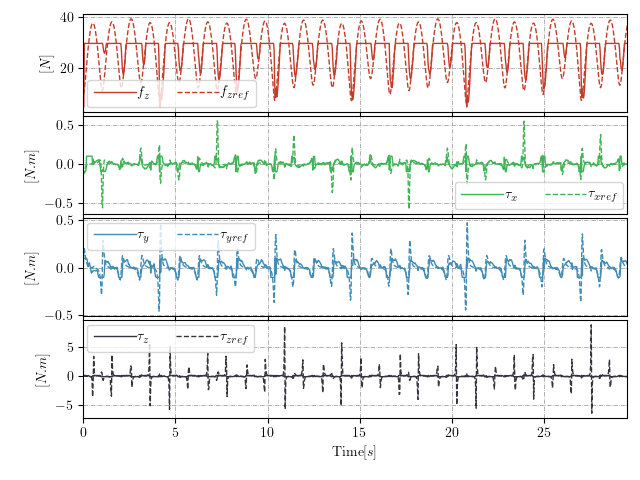 40
20
[N]
f_z f_zref
0.5
0.0
−0.5
[N.m]
τ_x τ_xref
0.5
0.0
−0.5
[N.m]
τ_y τ_yref
5
0
−5
[N.m]
τ_z τ_zref
0 5 10 15 20 25
Time[s]